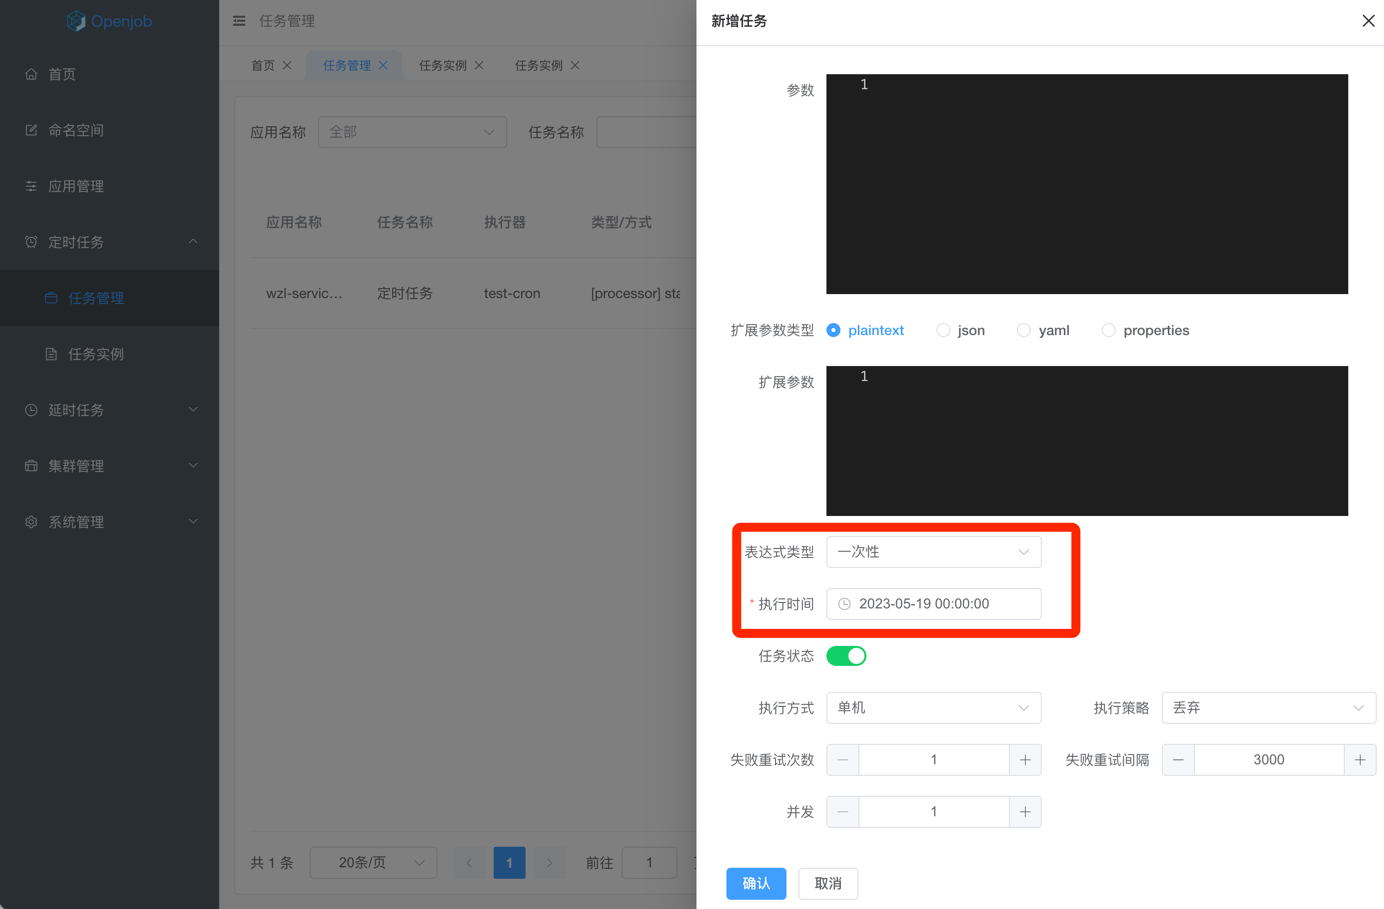 Openjob
任务管理
新增任务
首页
任务管理
任务实例
任务实例
首页
命名空间
应用管理
定时任务
任务管理
任务实例
延时任务
集群管理
系统管理
应用名称 全部 任务名称
应用名称 任务名称 执行器 类型/方式
wzl-servic... 定时任务 test-cron [processor] sta
共 1 条 20条/页 1 前往 1
参数 1
扩展参数类型 plaintext json yaml properties
扩展参数 1
表达式类型 一次性
* 执行时间 2023-05-19 00:00:00
任务状态
执行方式 单机 执行策略 丢弃
失败重试次数 1 失败重试间隔 3000
并发 1
确认 取消